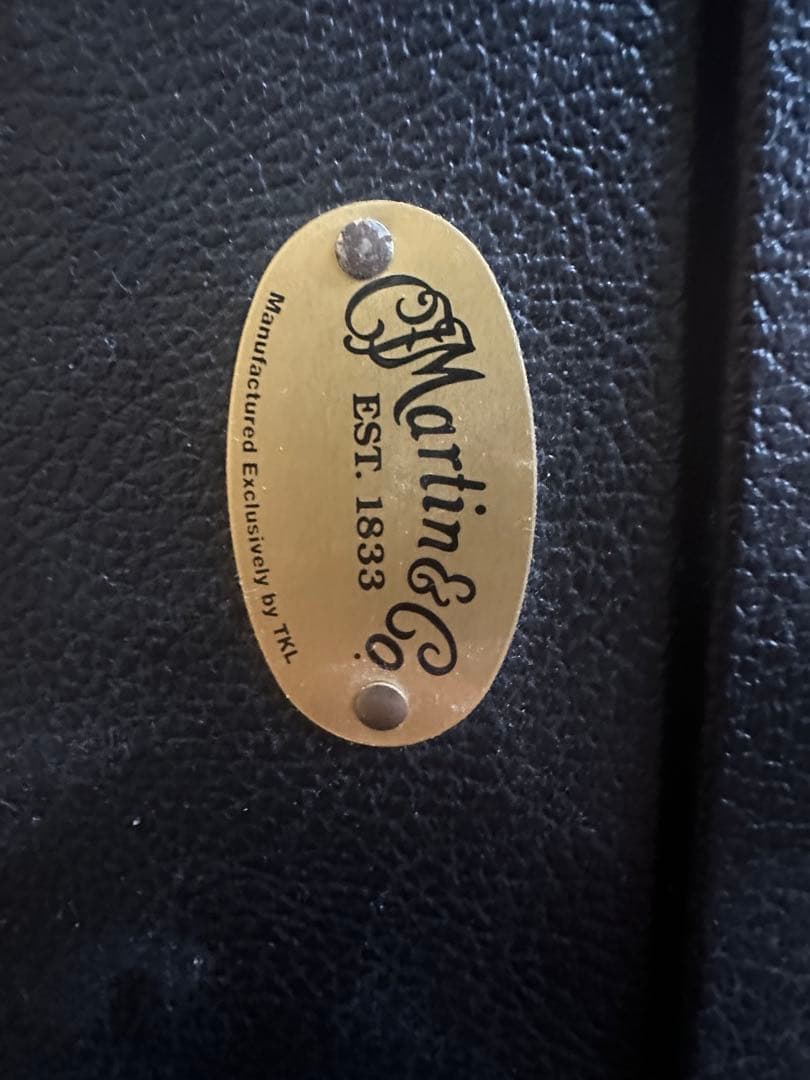 CFMartin & Co.
EST. 1833
Manufactured Exclusively by TKL